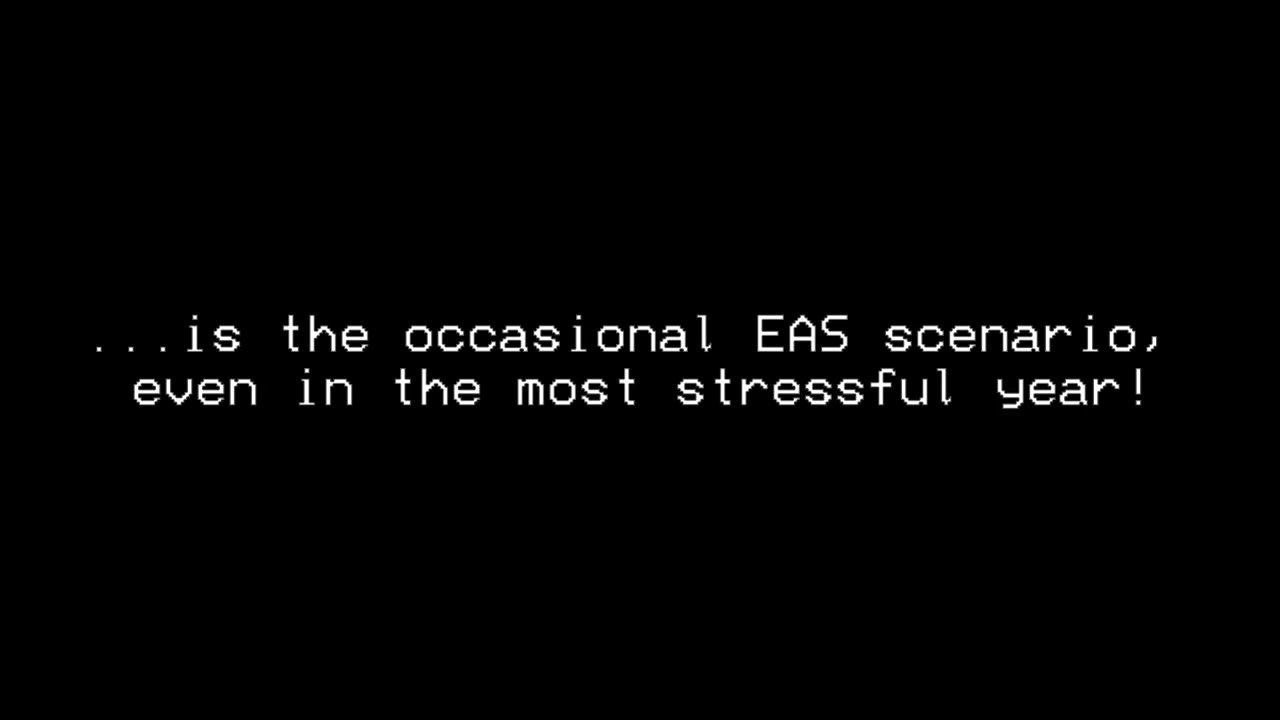 ...is the occasional EAS scenario,
even in the most stressful year!